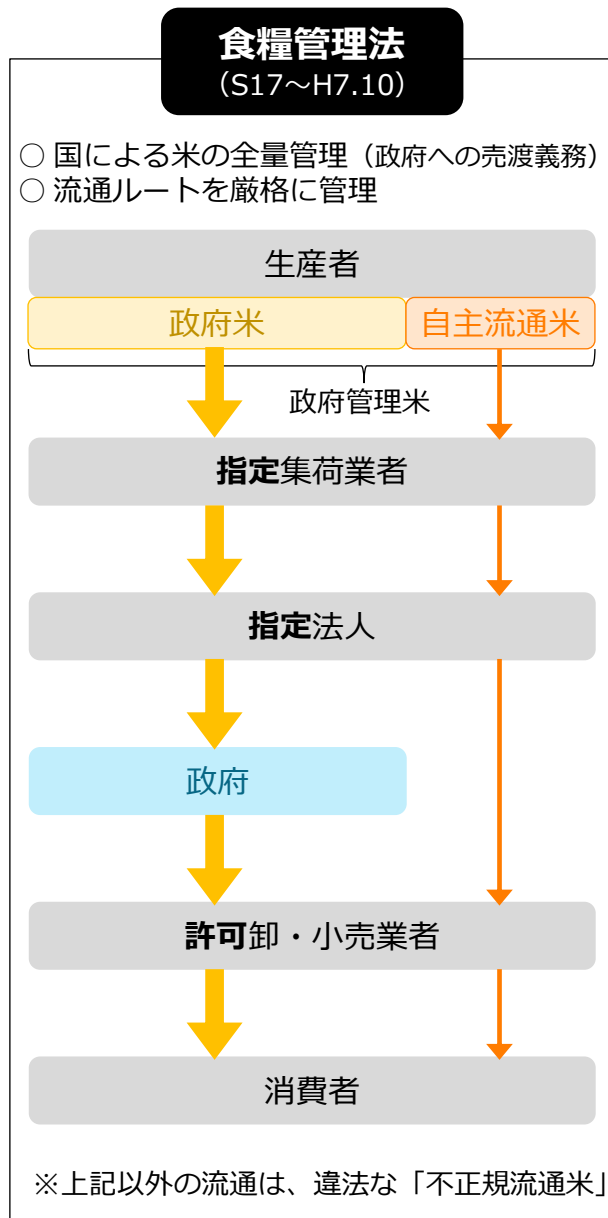 食糧管理法
（S17～H7.10）
○ 国による米の全量管理（政府への売渡義務）
○ 流通ルートを厳格に管理
生産者
政府米
自主流通米
政府管理米
指定集荷業者
指定法人
政府
許可卸・小売業者
消費者
※上記以外の流通は、違法な「不正規流通米」